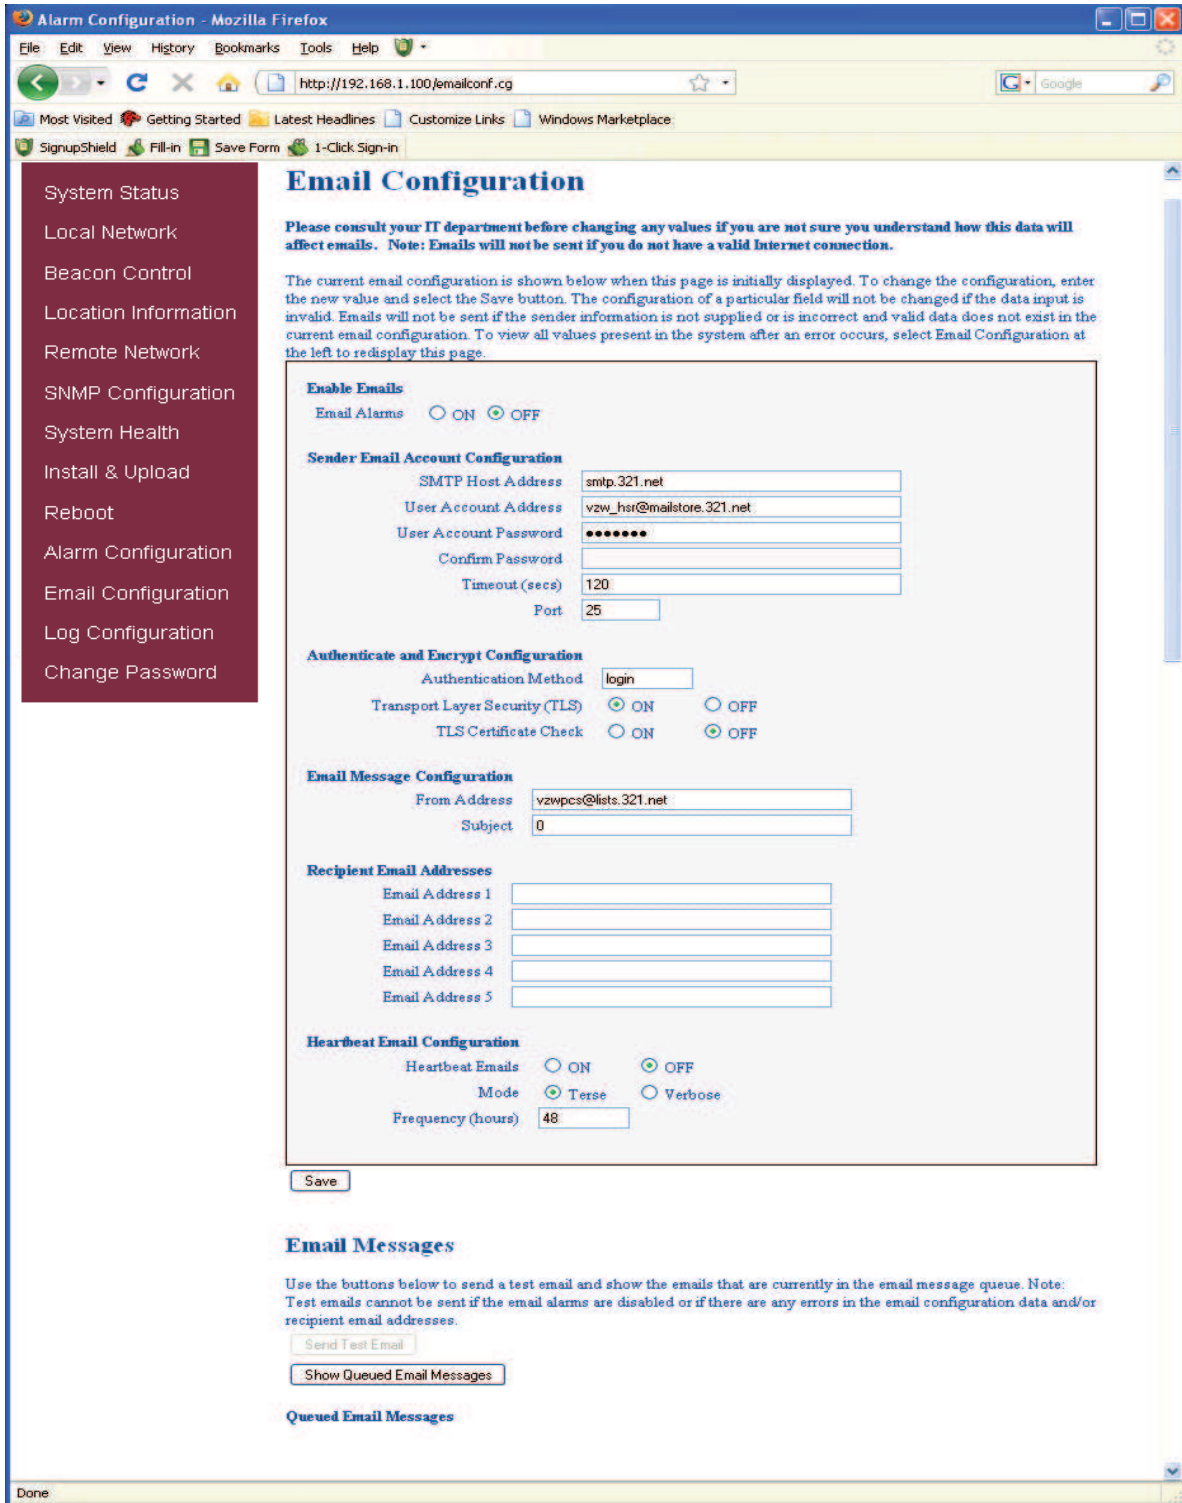 Alarm Configuration - Mozilla Firefox
File Edit View History Bookmarks Tools Help
http://192.168.1.100/emailconf.cg
Google
Most Visited Getting Started Latest Headlines Customize Links Windows Marketplace
SignupShield Fill-in Save Form 1-Click Sign-in
System Status
Local Network
Beacon Control
Location Information
Remote Network
SNMP Configuration
System Health
Install & Upload
Reboot
Alarm Configuration
Email Configuration
Log Configuration
Change Password
Email Configuration
Please consult your IT department before changing any values if you are not sure you understand how this data will
affect emails. Note: Emails will not be sent if you do not have a valid Internet connection.
The current email configuration is shown below when this page is initially displayed. To change the configuration, enter
the new value and select the Save button. The configuration of a particular field will not be changed if the data input is
invalid. Emails will not be sent if the sender information is not supplied or is incorrect and valid data does not exist in the
current email configuration. To view all values present in the system after an error occurs, select Email Configuration at
the left to redisplay this page.
Enable Emails
Email Alarms ON OFF
Sender Email Account Configuration
SMTP Host Address smtp.321.net
User Account Address vzw_hsr@mailstore.321.net
User Account Password •••••••
Confirm Password
Timeout (secs) 120
Port 25
Authenticate and Encrypt Configuration
Authentication Method login
Transport Layer Security (TLS) ON OFF
TLS Certificate Check ON OFF
Email Message Configuration
From Address vzwpcs@lists.321.net
Subject 0
Recipient Email Addresses
Email Address 1
Email Address 2
Email Address 3
Email Address 4
Email Address 5
Heartbeat Email Configuration
Heartbeat Emails ON OFF
Mode Terse Verbose
Frequency (hours) 48
Save
Email Messages
Use the buttons below to send a test email and show the emails that are currently in the email message queue. Note:
Test emails cannot be sent if the email alarms are disabled or if there are any errors in the email configuration data and/or
recipient email addresses.
Send Test Email
Show Queued Email Messages
Queued Email Messages
Done